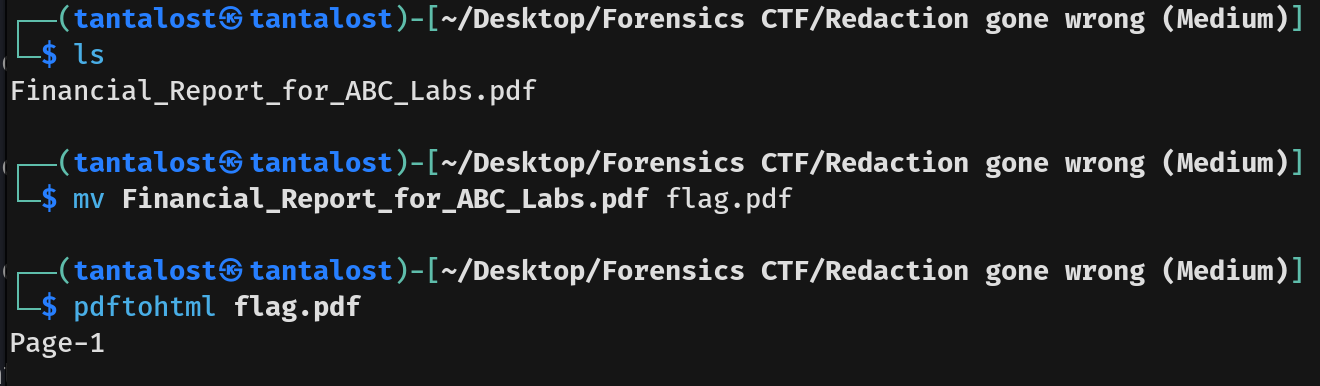 ┌──(tantalost㉿tantalost)-[~/Desktop/Forensics CTF/Redaction gone wrong (Medium)]
└─$ ls
Financial_Report_for_ABC_Labs.pdf
┌──(tantalost㉿tantalost)-[~/Desktop/Forensics CTF/Redaction gone wrong (Medium)]
└─$ mv Financial_Report_for_ABC_Labs.pdf flag.pdf
┌──(tantalost㉿tantalost)-[~/Desktop/Forensics CTF/Redaction gone wrong (Medium)]
└─$ pdftohtml flag.pdf
Page-1